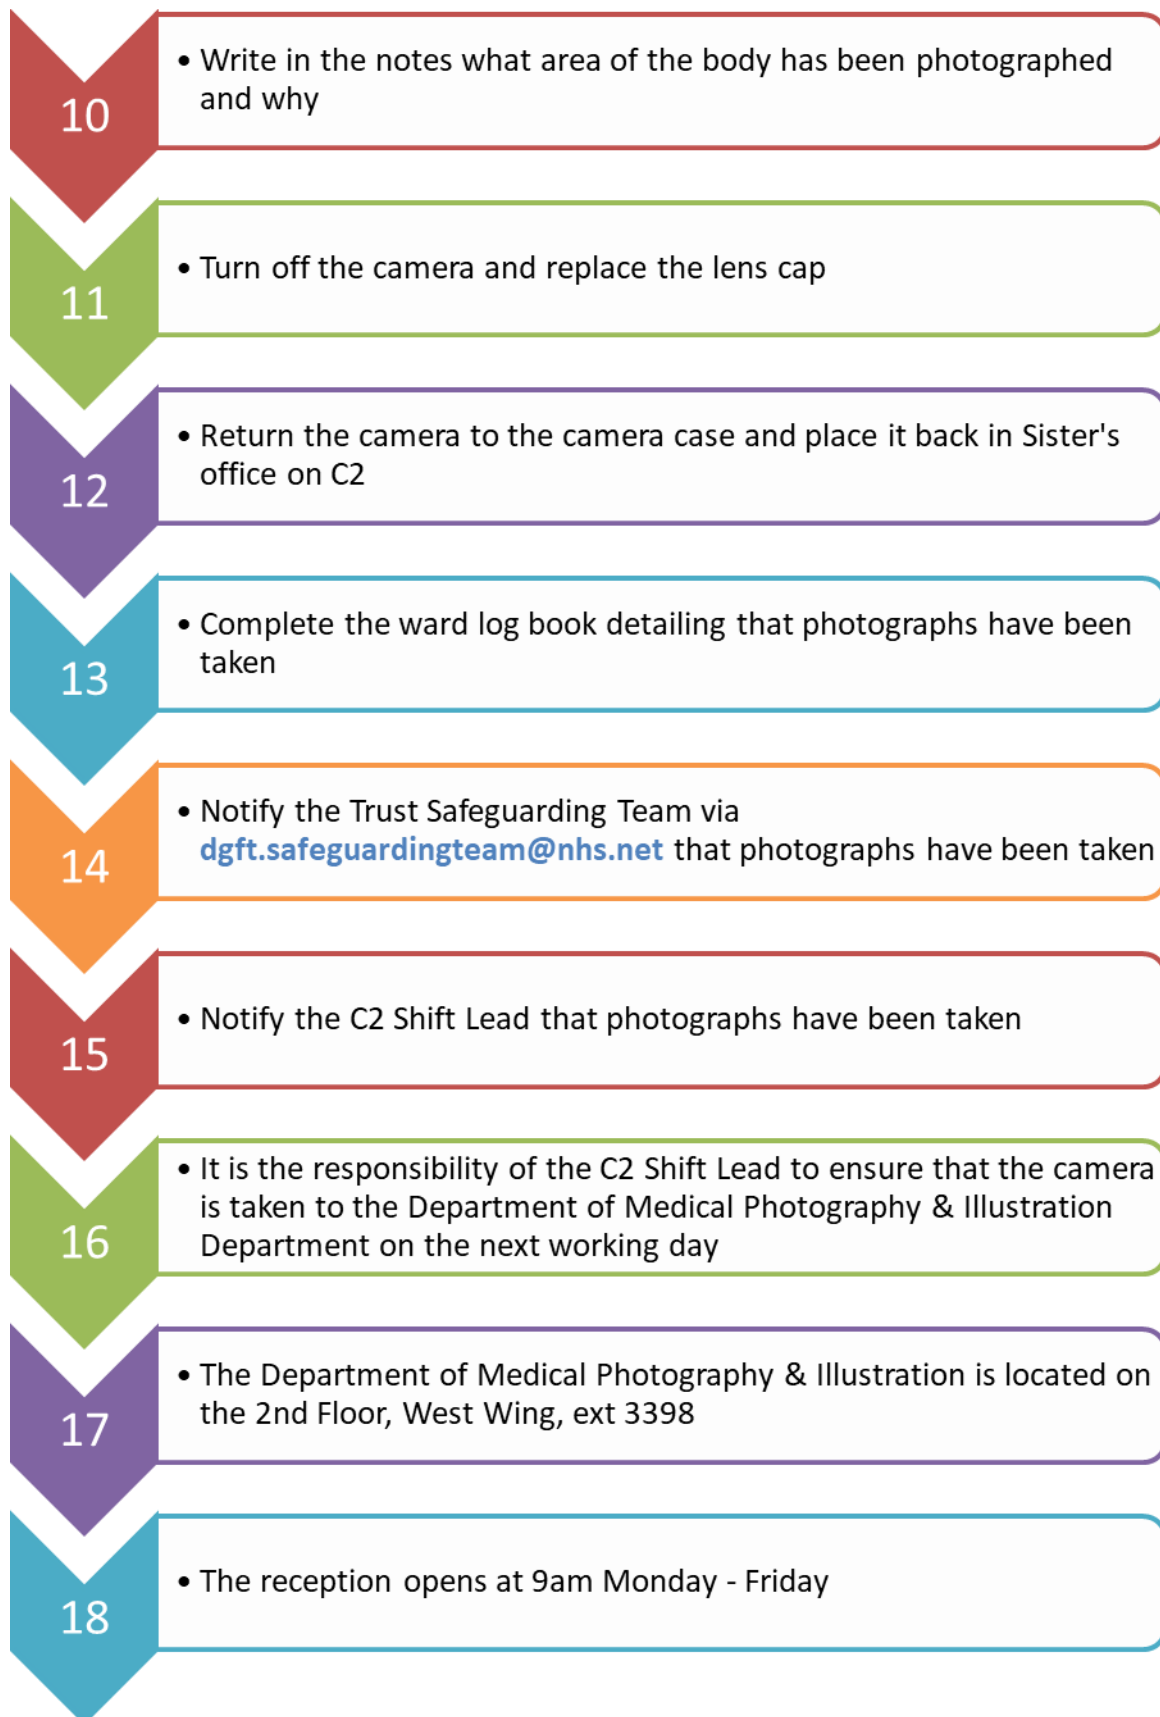 10
• Write in the notes what area of the body has been photographed
and why
11
• Turn off the camera and replace the lens cap
12
• Return the camera to the camera case and place it back in Sister's
office on C2
13
• Complete the ward log book detailing that photographs have been
taken
14
• Notify the Trust Safeguarding Team via
dgft.safeguardingteam@nhs.net that photographs have been taken
15
• Notify the C2 Shift Lead that photographs have been taken
16
• It is the responsibility of the C2 Shift Lead to ensure that the camera
is taken to the Department of Medical Photography & Illustration
Department on the next working day
17
• The Department of Medical Photography & Illustration is located on
the 2nd Floor, West Wing, ext 3398
18
• The reception opens at 9am Monday - Friday